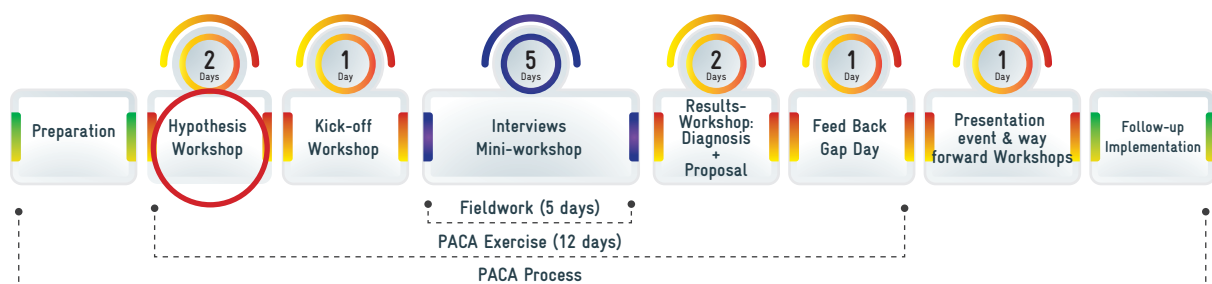 2
Days
1
Day
5
Days
2
Days
1
Day
1
Day
Preparation
Hypothesis
Workshop
Kick-off
Workshop
Interviews
Mini-workshop
Results-
Workshop:
Diagnosis
+
Proposal
Feed Back
Gap Day
Presentation
event & way
forward Workshops
Follow-up
Implementation
Fieldwork (5 days)
PACA Exercise (12 days)
PACA Process